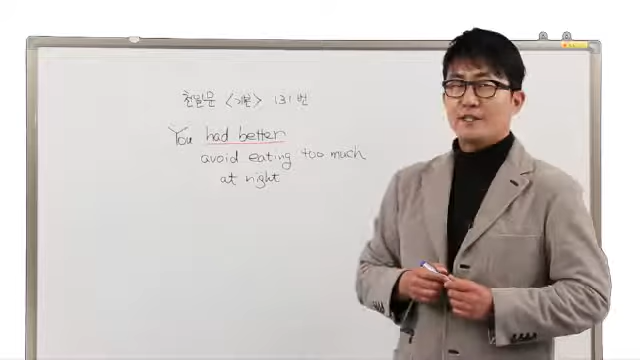 천일문 <기본> 131번
You had better
avoid eating too much
at night